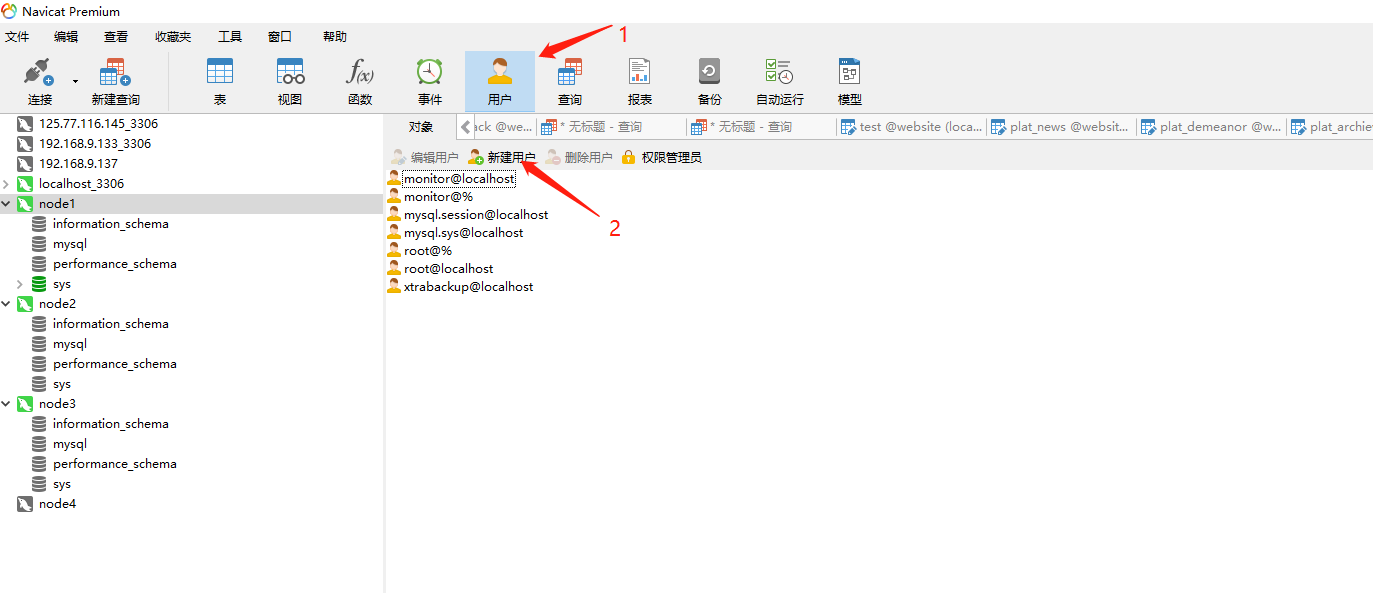 Navicat Premium
文件 编辑 查看 收藏夹 工具 窗口 帮助
1
连接 新建查询 表 视图 函数 事件 用户 查询 报表 备份 自动运行 模型
f(x)
对象 ack @we... * 无标题 - 查询 * 无标题 - 查询 test @website (loca... plat_news @websit... plat_demeanor @w... plat_archie
编辑用户 新建用户 删除用户 权限管理员
2
125.77.116.145_3306
192.168.9.133_3306
192.168.9.137
localhost_3306
node1
information_schema
mysql
performance_schema
sys
node2
information_schema
mysql
performance_schema
sys
node3
information_schema
mysql
performance_schema
sys
node4
monitor@localhost
monitor@%
mysql.session@localhost
mysql.sys@localhost
root@%
root@localhost
xtrabackup@localhost